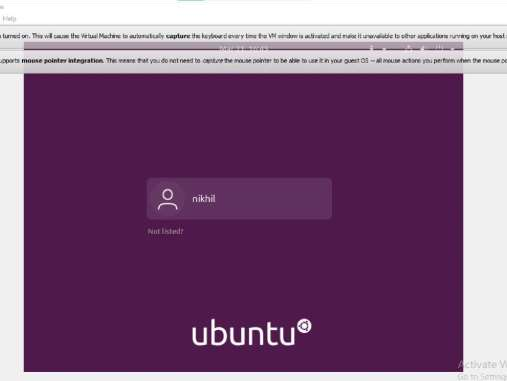 Help
turned on. This will cause the Virtual Machine to automatically capture the keyboard every time the VM window is activated and make it unavailable to other applications running on your host
upports mouse pointer integration. This means that you do not need to capture the mouse pointer to be able to use it in your guest OS -- all mouse actions you perform when the mouse po
nikhil
Not listed?
ubuntu
Activate W
Go to Setting